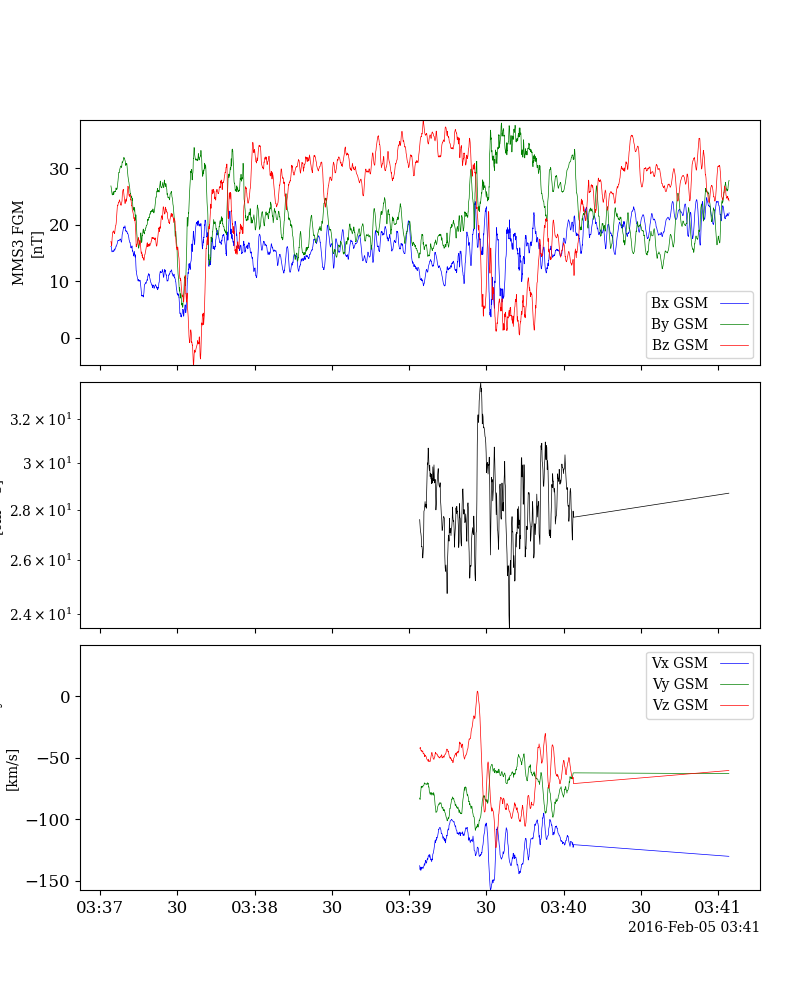 MMS3 FGM
[nT]
30
20
10
0
Bx GSM
By GSM
Bz GSM
3.2 × 10¹
3 × 10¹
2.8 × 10¹
2.6 × 10¹
2.4 × 10¹
[km/s]
0
−50
−100
−150
Vx GSM
Vy GSM
Vz GSM
03:37
30
03:38
30
03:39
30
03:40
30
03:41
2016-Feb-05 03:41